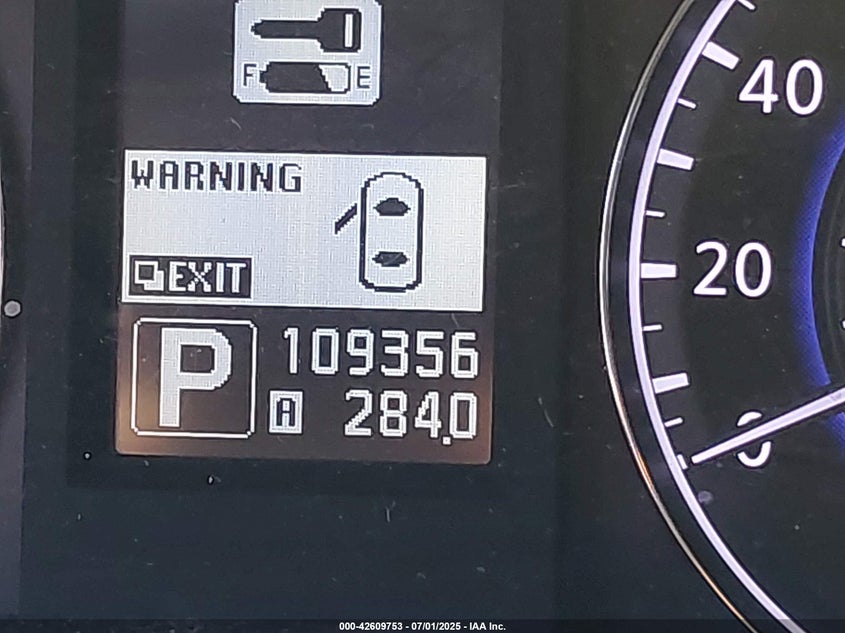 F E
40
WARNING
EXIT
20
P
109356
A 284.0
0
000-42609753 - 07/01/2025 - IAA Inc.